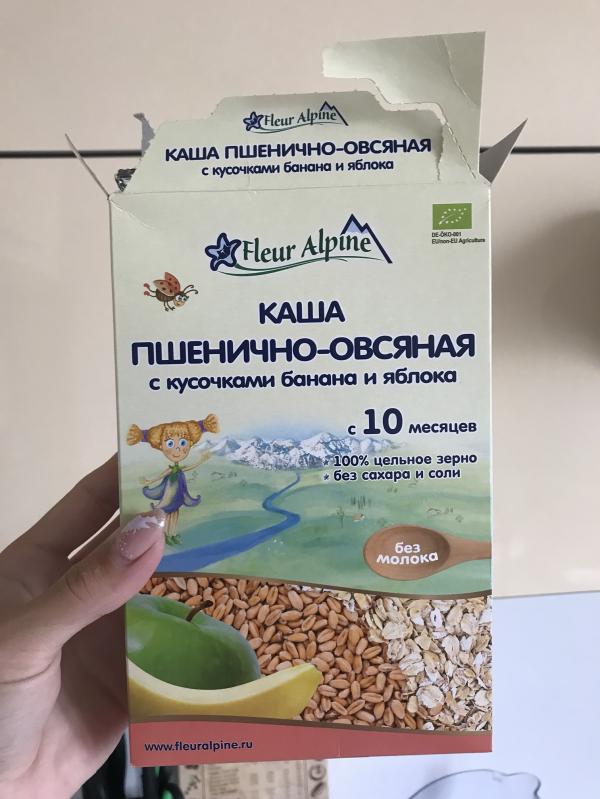 Fleur Alpine
КАША ПШЕНИЧНО-ОВСЯНАЯ
С КУСОЧКАМИ БАНАНА И ЯБЛОКА
Fleur Alpine
DE-ÖKO-001
EU/non-EU Agriculture
КАША
ПШЕНИЧНО-ОВСЯНАЯ
С КУСОЧКАМИ БАНАНА И ЯБЛОКА
с 10 месяцев
100% цельное зерно
без сахара и соли
без
молока
www.fleuralpine.ru